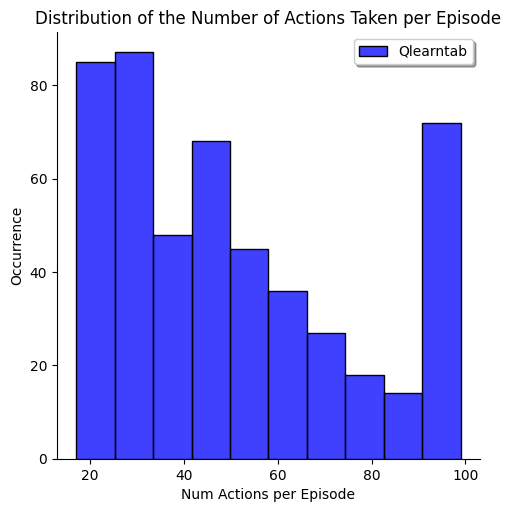 Distribution of the Number of Actions Taken per Episode
Qlearntab
80
60
40
20
0
Occurrence
20 40 60 80 100
Num Actions per Episode